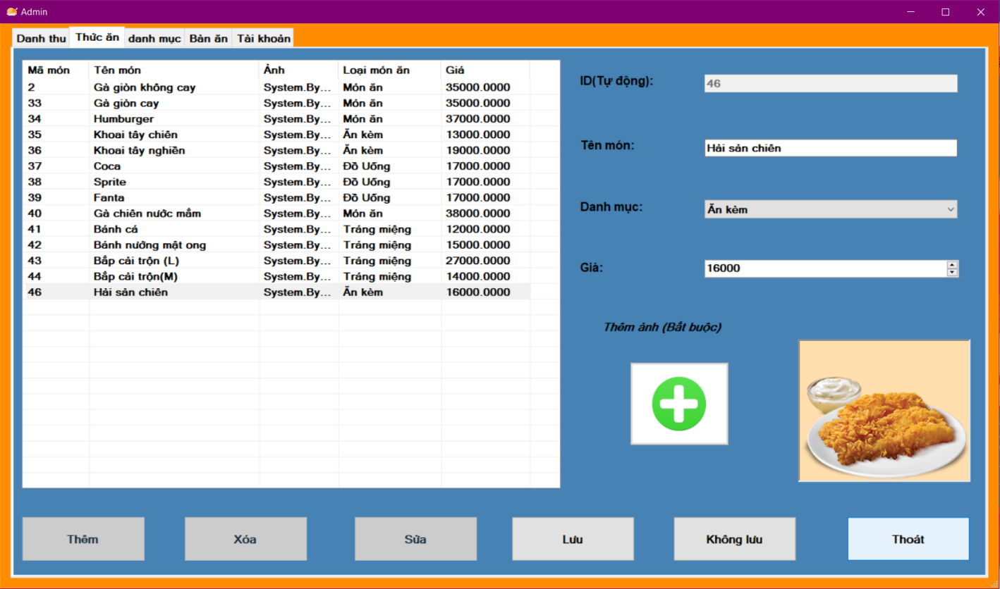 Admin
Danh thu Thức ăn danh mục Bàn ăn Tài khoản
Mã món Tên món Ảnh Loại món ăn Giá
2 Gà giòn không cay System.By... Món ăn 35000.0000
33 Gà giòn cay System.By... Món ăn 35000.0000
34 Humburger System.By... Món ăn 37000.0000
35 Khoai tây chiên System.By... Ăn kèm 13000.0000
36 Khoai tây nghiền System.By... Ăn kèm 19000.0000
37 Coca System.By... Đồ Uống 17000.0000
38 Sprite System.By... Đồ Uống 17000.0000
39 Fanta System.By... Đồ Uống 17000.0000
40 Gà chiên nước mắm System.By... Món ăn 38000.0000
41 Bánh cá System.By... Tráng miệng 12000.0000
42 Bánh nướng mật ong System.By... Tráng miệng 15000.0000
43 Bắp cải trộn (L) System.By... Tráng miệng 27000.0000
44 Bắp cải trộn(M) System.By... Tráng miệng 14000.0000
46 Hải sản chiên System.By... Ăn kèm 16000.0000
ID(Tự động): 46
Tên món: Hải sản chiên
Danh mục: Ăn kèm
Giá: 16000
Thêm ảnh (Bắt buộc)
Thêm Xóa Sửa Lưu Không lưu Thoát